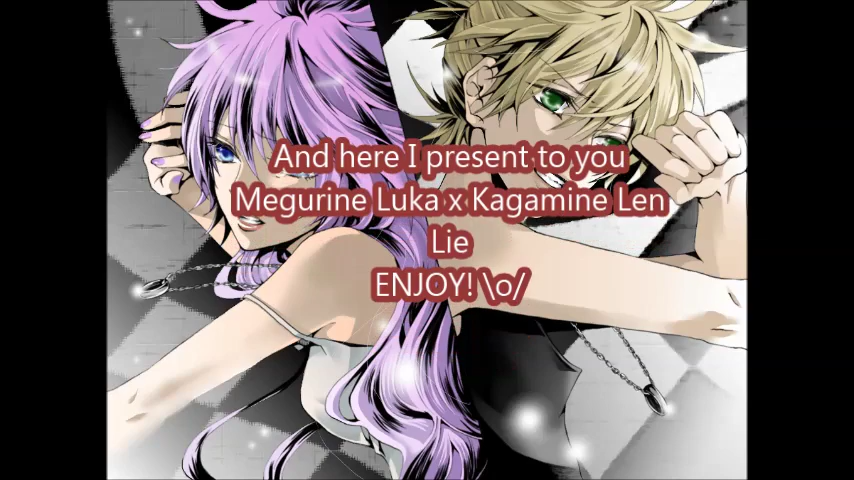 And here I present to you
Megurine Luka x Kagamine Len
Lie
ENJOY! \o/